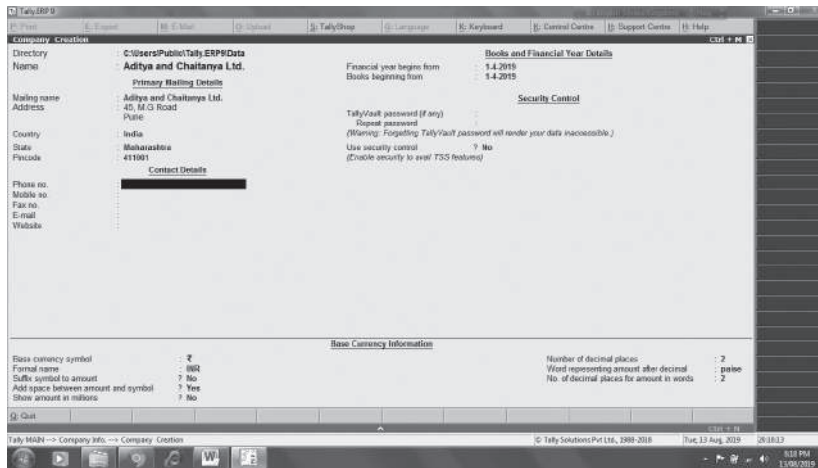 Tally.ERP 9
P: Print E: Export M: E-Mail O: Upload S: TallyShop G: Language K: Keyboard K: Control Centre H: Support Centre H: Help
Company Creation Ctrl + M
Directory : C:\Users\Public\Tally.ERP9\Data
Name : Aditya and Chaitanya Ltd.
Primary Mailing Details
Mailing name : Aditya and Chaitanya Ltd.
Address : 45, M.G Road
Pune
Country : India
State : Maharashtra
Pincode : 411001
Contact Details
Phone no. :
Mobile no. :
Fax no. :
E-mail :
Website :
Books and Financial Year Details
Financial year begins from : 1-4-2019
Books beginning from : 1-4-2019
Security Control
TallyVault password (if any) :
Repeat password :
(Warning: Forgetting TallyVault password will render your data inaccessible.)
Use security control ? No
(Enable security to avail TSS features)
Base Currency Information
Base currency symbol : ₹
Formal name : INR
Suffix symbol to amount ? No
Add space between amount and symbol ? Yes
Show amount in millions ? No
Number of decimal places : 2
Word representing amount after decimal : paise
No. of decimal places for amount in words : 2
Q: Quit
Ctrl + N
Tally MAIN --> Company Info. --> Company Creation © Tally Solutions Pvt Ltd., 1988-2018 Tue, 13 Aug, 2019 20:18:13
8:18 PM
13/08/2019